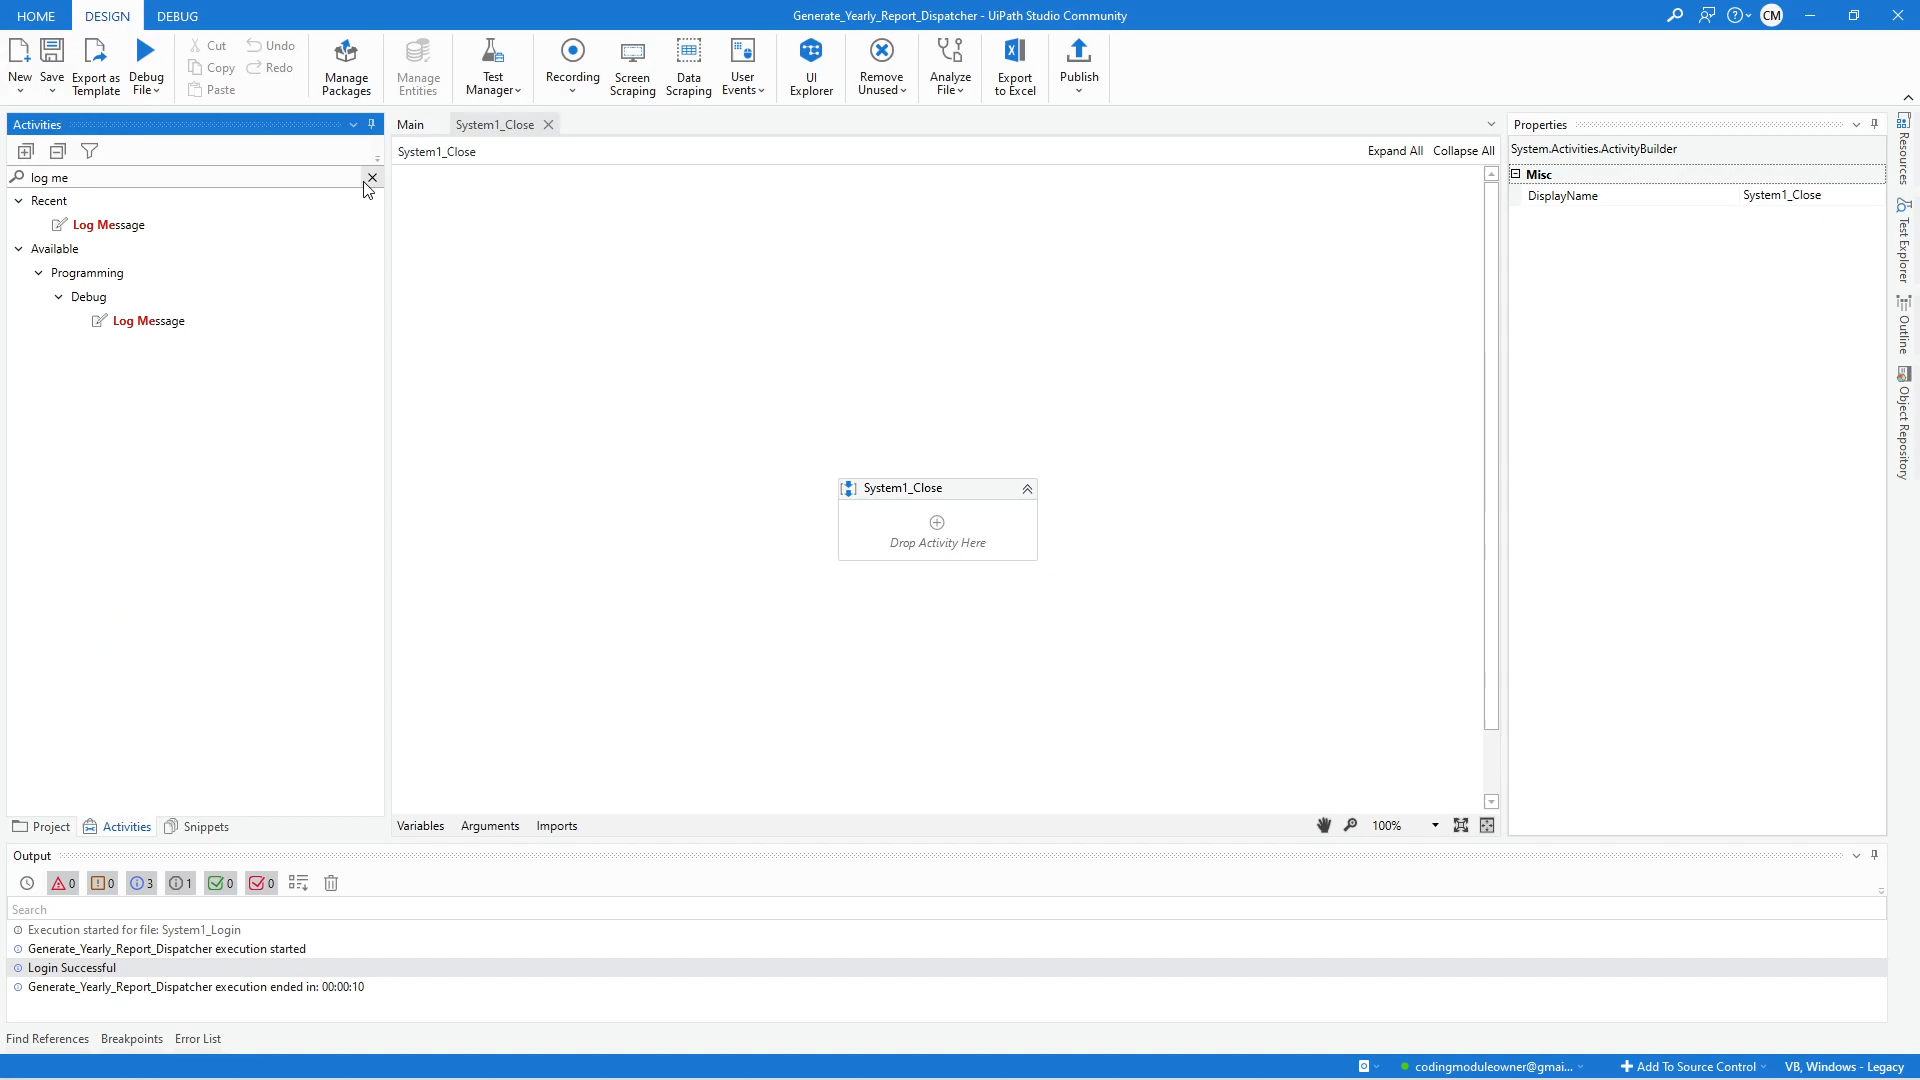 HOME DESIGN DEBUG Generate_Yearly_Report_Dispatcher - UiPath Studio Community CM
New Save Export as Template Debug File Cut Copy Paste Undo Redo Manage Packages Manage Entities Test Manager Recording Screen Scraping Data Scraping User Events UI Explorer Remove Unused Analyze File Export to Excel Publish
Activities
log me
Recent
Log Message
Available
Programming
Debug
Log Message
Project Activities Snippets
Main System1_Close
System1_Close Expand All Collapse All
System1_Close
Drop Activity Here
Variables Arguments Imports 100%
Properties
System.Activities.ActivityBuilder
Misc
DisplayName System1_Close
Resources
Test Explorer
Outline
Object Repository
Output
0 0 3 1 0 0
Search
Execution started for file: System1_Login
Generate_Yearly_Report_Dispatcher execution started
Login Successful
Generate_Yearly_Report_Dispatcher execution ended in: 00:00:10
Find References Breakpoints Error List
codingmoduleowner@gmai... Add To Source Control VB, Windows - Legacy